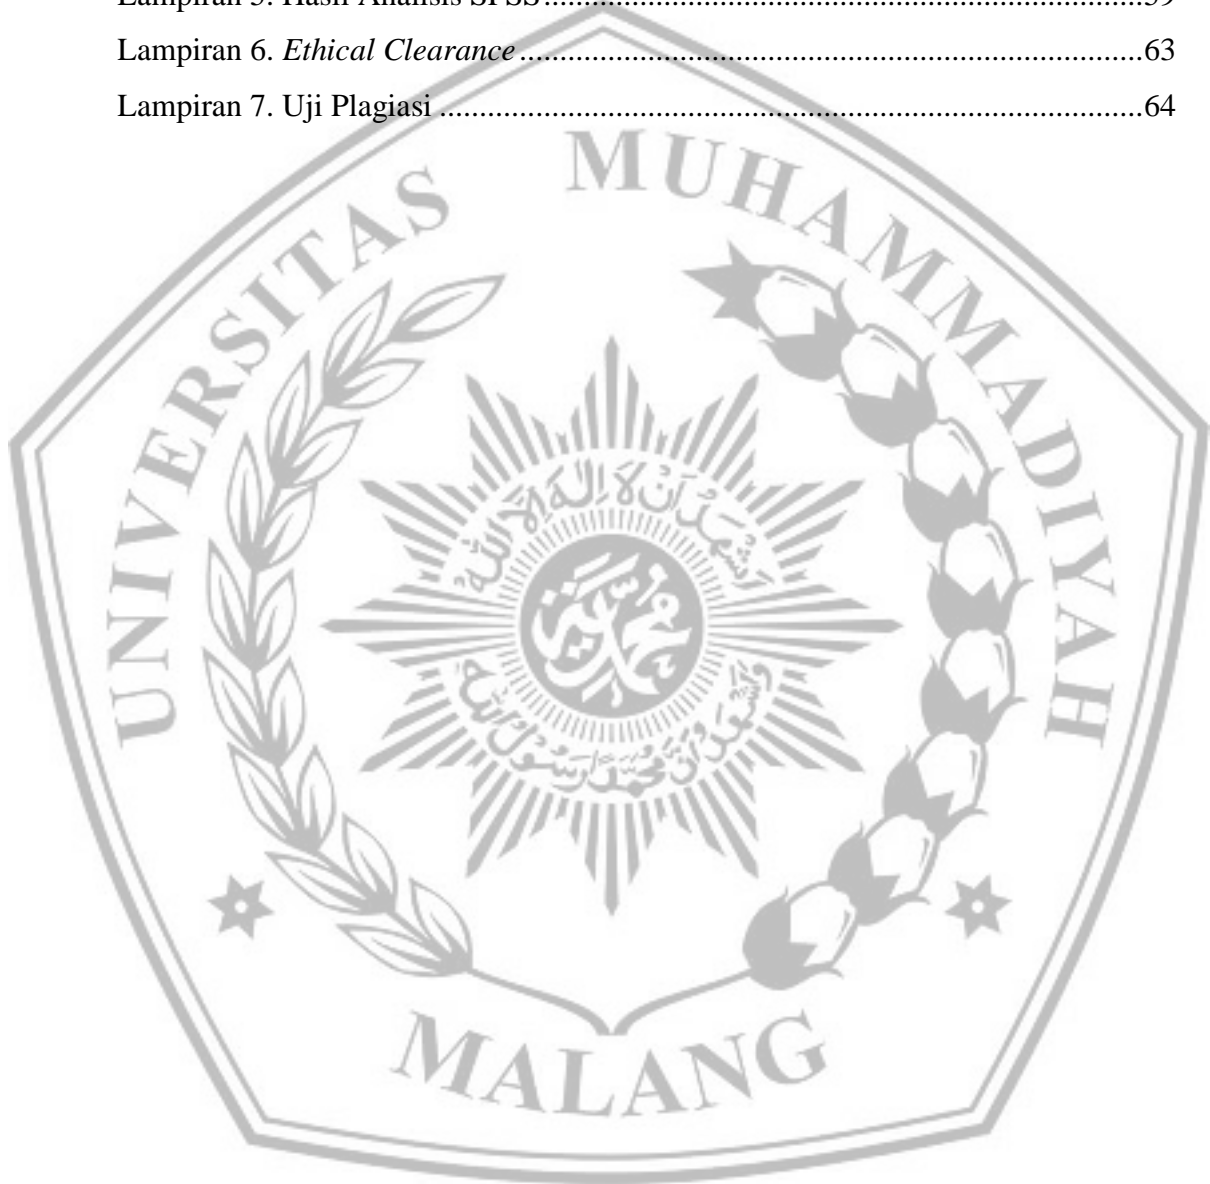 Lampiran 5. Hasil Analisis SPSS...........................................................................59
Lampiran 6. Ethical Clearance..............................................................................63
Lampiran 7. Uji Plagiasi........................................................................................64
UNIVERSITAS MUHAMMADIYAH
MALANG